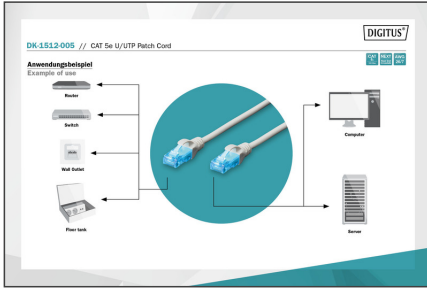 DIGITUS®
DK-1512-005 // CAT 5e U/UTP Patch Cord
Anwendungsbeispiel
Example of use
Router
Switch
Wall Outlet
Floor tank
Computer
Server